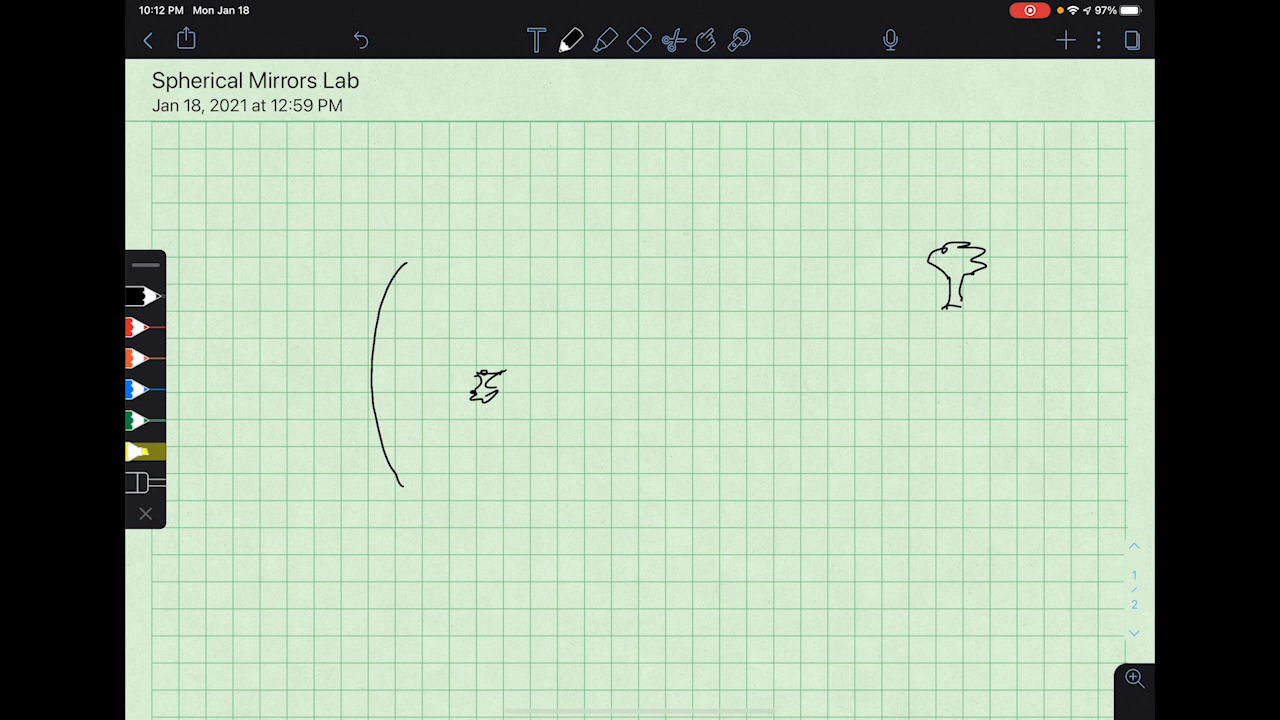 10:12 PM Mon Jan 18
97%
Spherical Mirrors Lab
Jan 18, 2021 at 12:59 PM
1
2